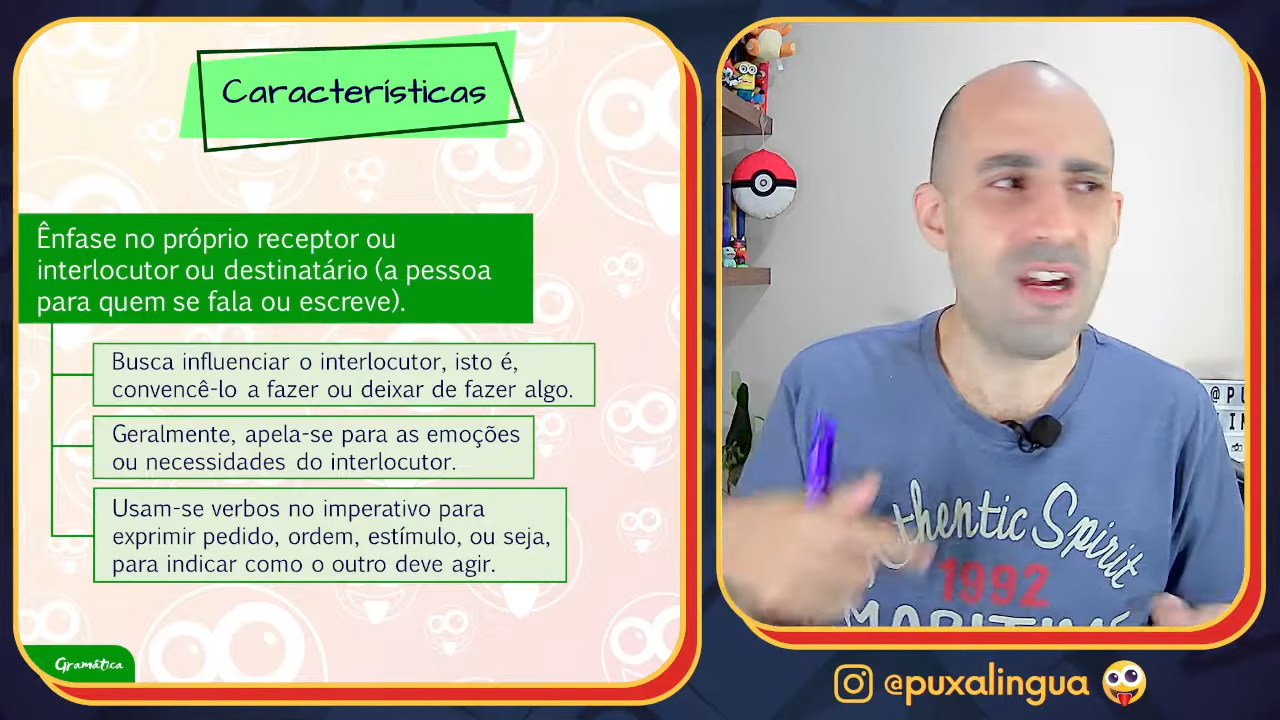 Características
Ênfase no próprio receptor ou
interlocutor ou destinatário (a pessoa
para quem se fala ou escreve).
Busca influenciar o interlocutor, isto é,
convencê-lo a fazer ou deixar de fazer algo.
Geralmente, apela-se para as emoções
ou necessidades do interlocutor.
Usam-se verbos no imperativo para
exprimir pedido, ordem, estímulo, ou seja,
para indicar como o outro deve agir.
Gramática
Spirit
1992
@puxalingua